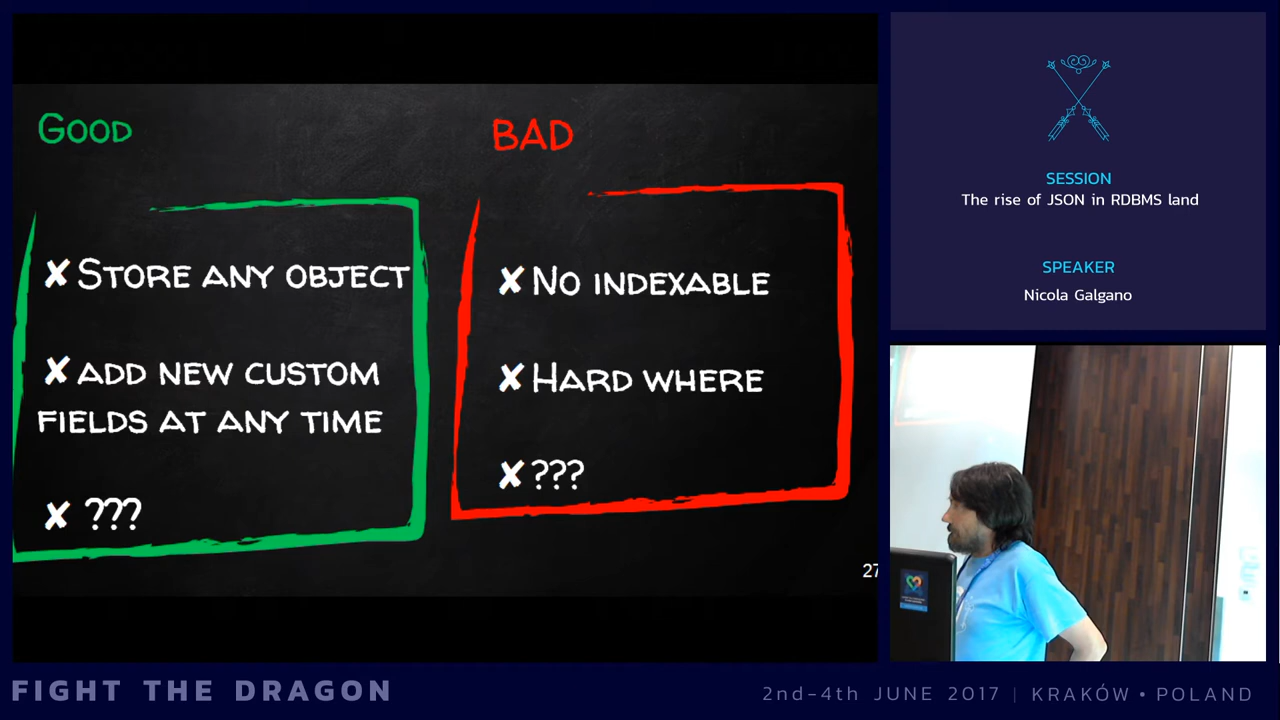 GOOD
BAD
✘ STORE ANY OBJECT
✘ ADD NEW CUSTOM
FIELDS AT ANY TIME
✘ ???
✘ NO INDEXABLE
✘ HARD WHERE
✘ ???
27
SESSION
The rise of JSON in RDBMS land
SPEAKER
Nicola Galgano
FIGHT THE DRAGON
2nd-4th JUNE 2017 | KRAKÓW • POLAND